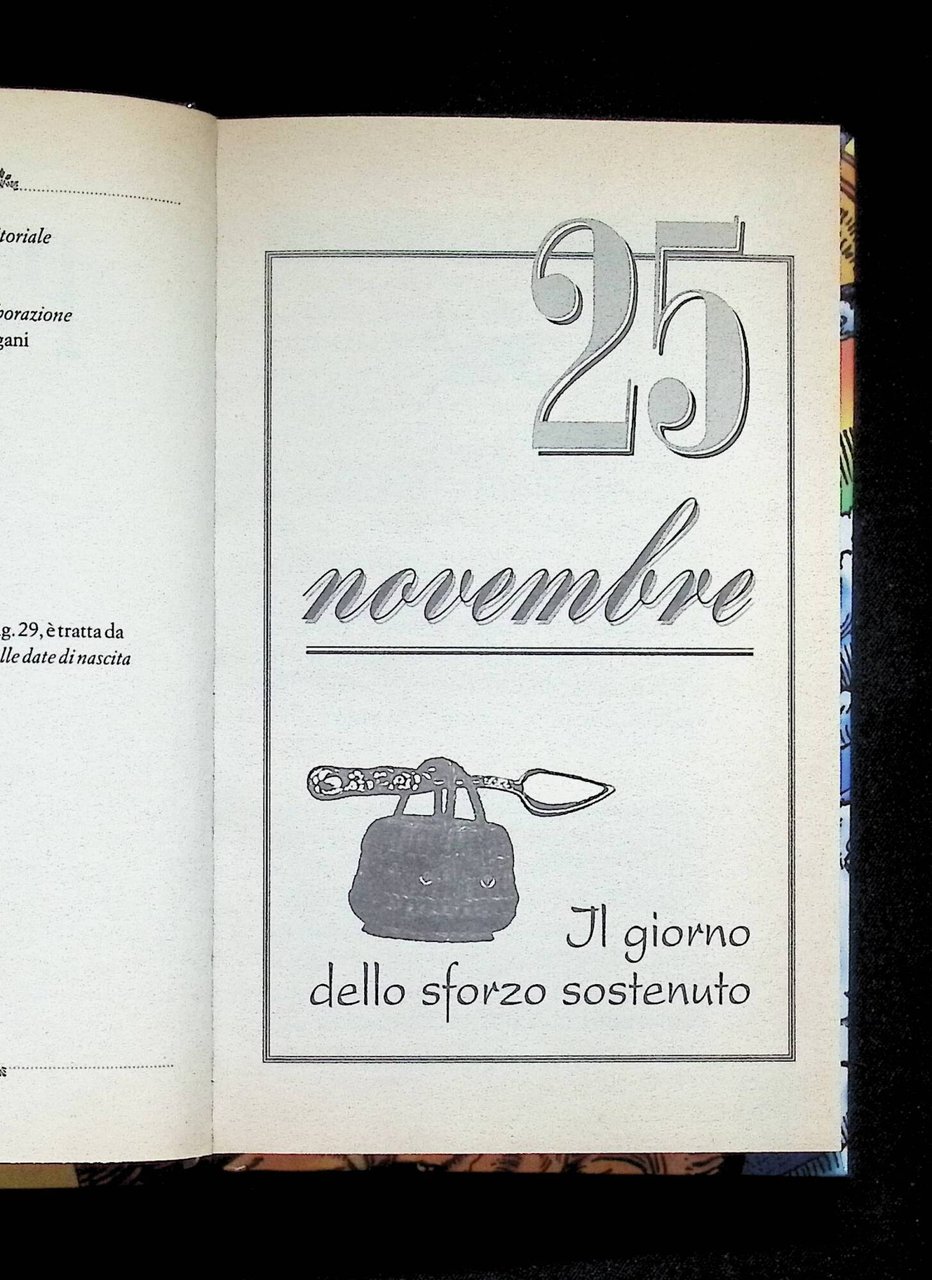 toriale
borazione
gani
g. 29, è tratta da
lle date di nascita
25
novembre
Il giorno
dello sforzo sostenuto